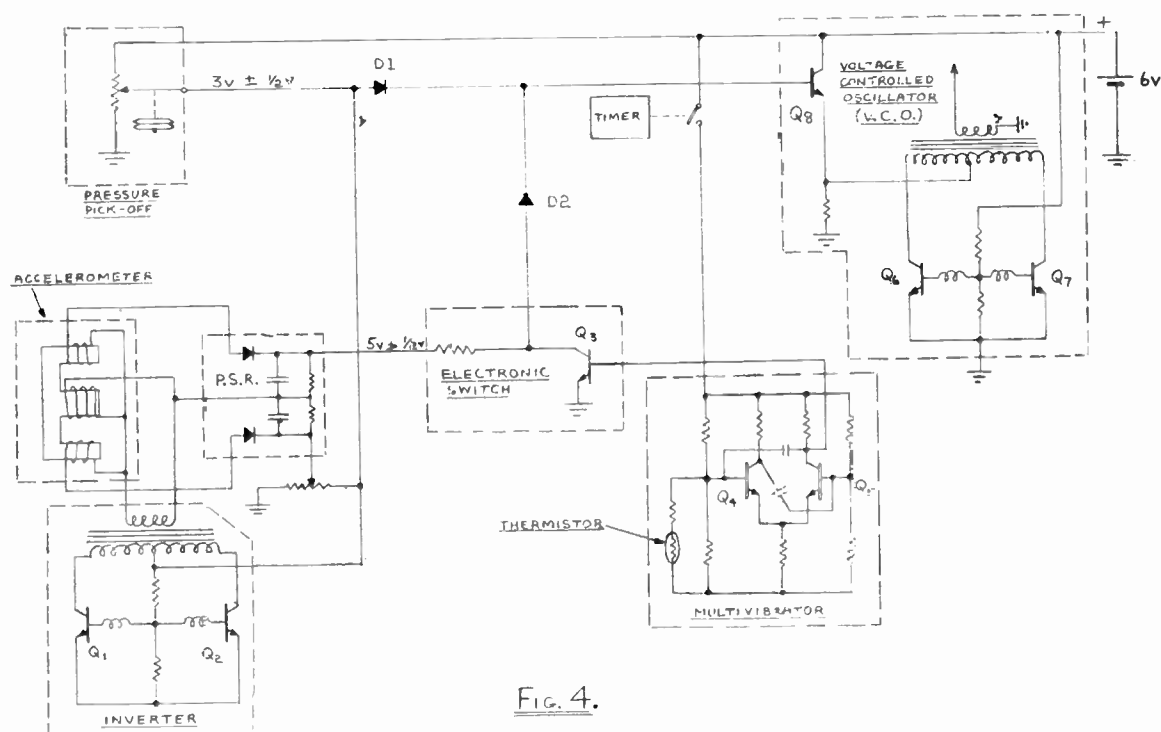 +
D1
3V ± ½V
VOLTAGE
CONTROLLED
OSCILLATOR
(V.C.O.)
6V
Q8
TIMER
PRESSURE
PICK-OFF
D2
ACCELEROMETER
Q6
Q7
Q3
5V ± ½V
P.S.R.
ELECTRONIC
SWITCH
Q4
THERMISTOR
MULTIVIBRATOR
Q1
Q2
FIG. 4.
INVERTER